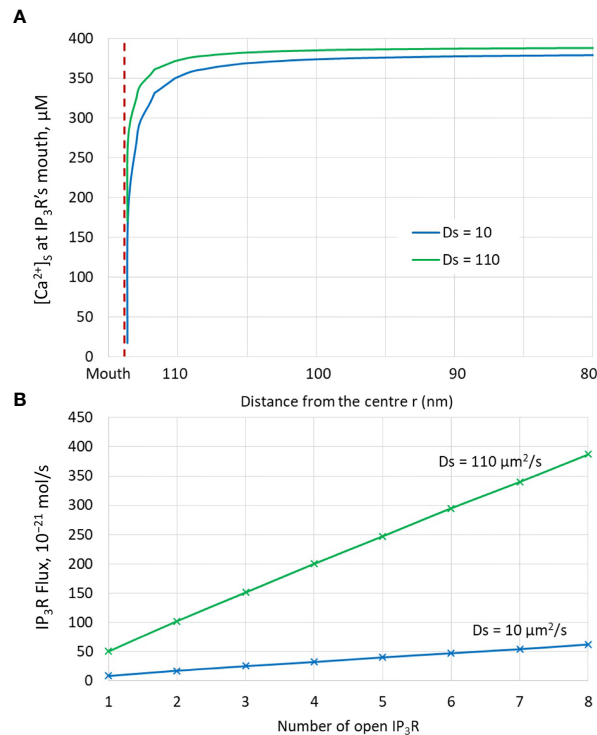 A
[Ca²⁺]ₛ at IP₃R's mouth, µM
400
350
300
250
200
150
100
50
0
Ds = 10
Ds = 110
Mouth 110 100 90 80
Distance from the centre r (nm)
B
IP₃R Flux, 10⁻²¹ mol/s
450
400
350
300
250
200
150
100
50
0
Ds = 110 µm²/s
Ds = 10 µm²/s
1 2 3 4 5 6 7 8
Number of open IP₃R